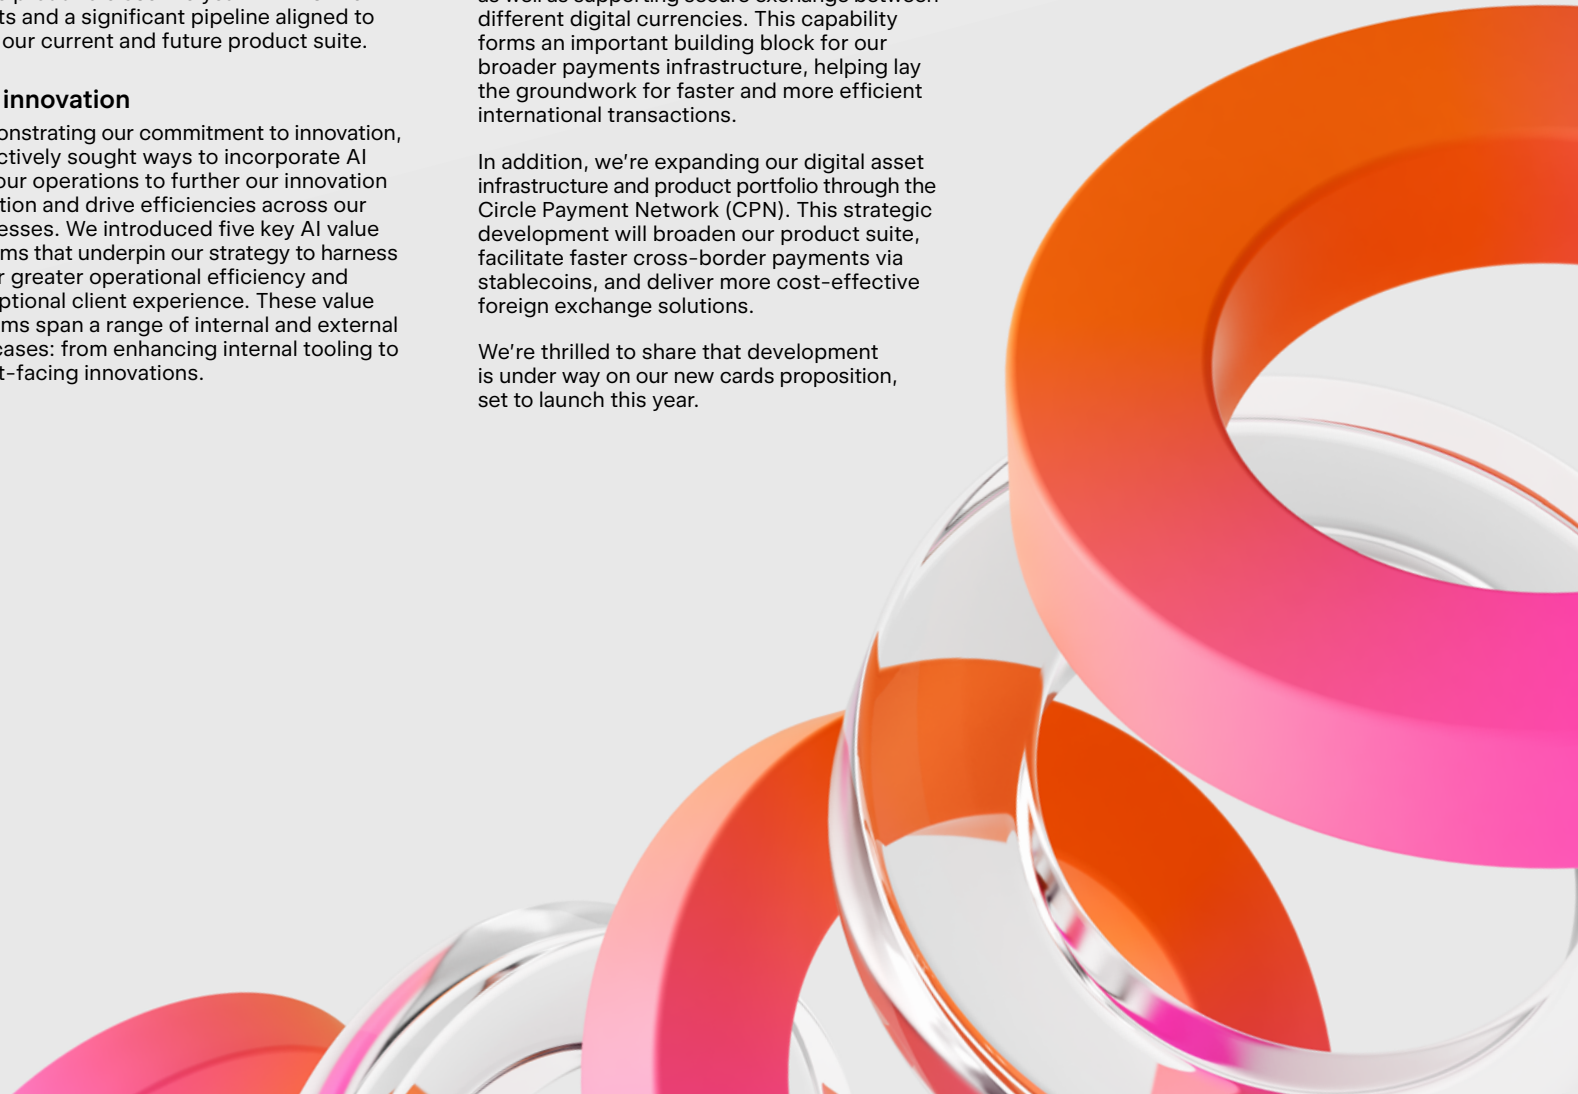 ts and a significant pipeline aligned to
our current and future product suite.
innovation
onstrating our commitment to innovation,
ctively sought ways to incorporate AI
our operations to further our innovation
tion and drive efficiencies across our
esses. We introduced five key AI value
ms that underpin our strategy to harness
r greater operational efficiency and
ptional client experience. These value
ms span a range of internal and external
cases: from enhancing internal tooling to
t-facing innovations.
as well as supporting secure exchange between
different digital currencies. This capability
forms an important building block for our
broader payments infrastructure, helping lay
the groundwork for faster and more efficient
international transactions.
In addition, we're expanding our digital asset
infrastructure and product portfolio through the
Circle Payment Network (CPN). This strategic
development will broaden our product suite,
facilitate faster cross-border payments via
stablecoins, and deliver more cost-effective
foreign exchange solutions.
We're thrilled to share that development
is under way on our new cards proposition,
set to launch this year.